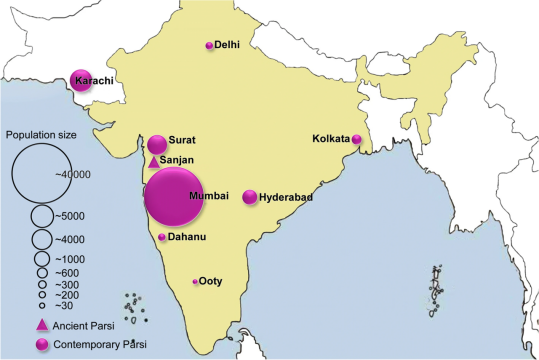 Delhi
Karachi
Surat
Kolkata
Sanjan
Mumbai
Hyderabad
Dahanu
Ooty
Population size
~40000
~5000
~4000
~1000
~600
~300
~200
~30
Ancient Parsi
Contemporary Parsi